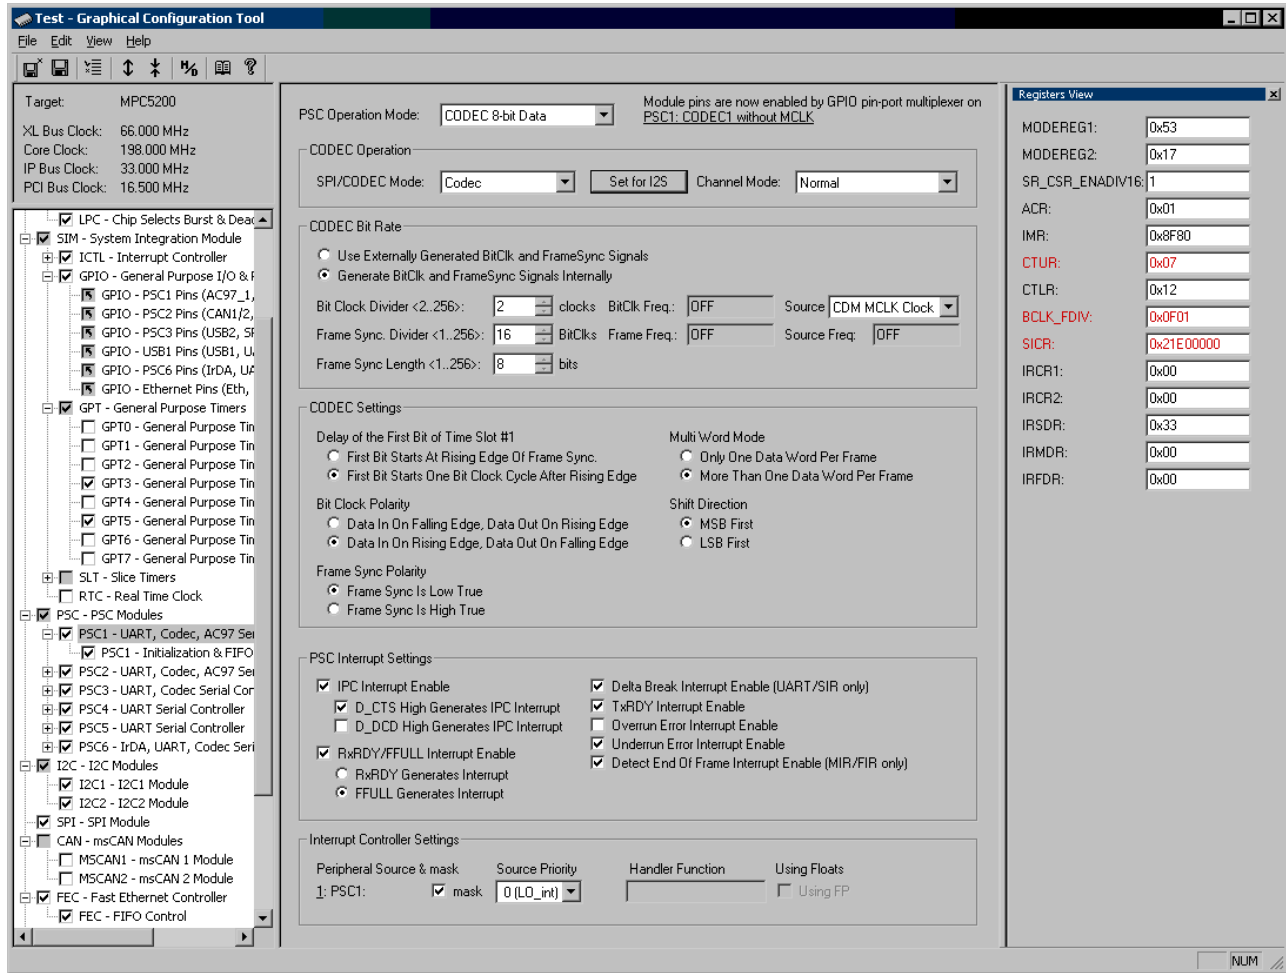 Test - Graphical Configuration Tool
File Edit View Help
Target: MPC5200
XL Bus Clock: 66.000 MHz
Core Clock: 198.000 MHz
IP Bus Clock: 33.000 MHz
PCI Bus Clock: 16.500 MHz
LPC - Chip Selects Burst & Dead
SIM - System Integration Module
ICTL - Interrupt Controller
GPIO - General Purpose I/O &
GPIO - PSC1 Pins (AC97_1,
GPIO - PSC2 Pins (CAN1/2,
GPIO - PSC3 Pins (USB2, SP
GPIO - USB1 Pins (USB1, U
GPIO - PSC6 Pins (IrDA, UA
GPIO - Ethernet Pins (Eth,
GPT - General Purpose Timers
GPT0 - General Purpose Tim
GPT1 - General Purpose Tim
GPT2 - General Purpose Tim
GPT3 - General Purpose Tim
GPT4 - General Purpose Tim
GPT5 - General Purpose Tim
GPT6 - General Purpose Tim
GPT7 - General Purpose Tim
SLT - Slice Timers
RTC - Real Time Clock
PSC - PSC Modules
PSC1 - UART, Codec, AC97 Ser
PSC1 - Initialization & FIFO
PSC2 - UART, Codec, AC97 Ser
PSC3 - UART, Codec Serial Con
PSC4 - UART Serial Controller
PSC5 - UART Serial Controller
PSC6 - IrDA, UART, Codec Seri
I2C - I2C Modules
I2C1 - I2C1 Module
I2C2 - I2C2 Module
SPI - SPI Module
CAN - msCAN Modules
MSCAN1 - msCAN 1 Module
MSCAN2 - msCAN 2 Module
FEC - Fast Ethernet Controller
FEC - FIFO Control
PSC Operation Mode: CODEC 8-bit Data
Module pins are now enabled by GPIO pin-port multiplexer on
PSC1: CODEC1 without MCLK
CODEC Operation
SPI/CODEC Mode: Codec Set for I2S Channel Mode: Normal
CODEC Bit Rate
Use Externally Generated BitClk and FrameSync Signals
Generate BitClk and FrameSync Signals Internally
Bit Clock Divider <2..256>: 2 clocks BitClk Freq.: OFF Source CDM MCLK Clock
Frame Sync. Divider <1..256>: 16 BitClks Frame Freq.: OFF Source Freq: OFF
Frame Sync Length <1..256>: 8 bits
CODEC Settings
Delay of the First Bit of Time Slot #1
First Bit Starts At Rising Edge Of Frame Sync.
First Bit Starts One Bit Clock Cycle After Rising Edge
Multi Word Mode
Only One Data Word Per Frame
More Than One Data Word Per Frame
Bit Clock Polarity
Data In On Falling Edge, Data Out On Rising Edge
Data In On Rising Edge, Data Out On Falling Edge
Shift Direction
MSB First
LSB First
Frame Sync Polarity
Frame Sync Is Low True
Frame Sync Is High True
PSC Interrupt Settings
IPC Interrupt Enable
D_CTS High Generates IPC Interrupt
D_DCD High Generates IPC Interrupt
RxRDY/FFULL Interrupt Enable
RxRDY Generates Interrupt
FFULL Generates Interrupt
Delta Break Interrupt Enable (UART/SIR only)
TxRDY Interrupt Enable
Overrun Error Interrupt Enable
Underrun Error Interrupt Enable
Detect End Of Frame Interrupt Enable (MIR/FIR only)
Interrupt Controller Settings
Peripheral Source & mask Source Priority Handler Function Using Floats
1: PSC1: mask 0 (LO_int) Using FP
Registers View
MODEREG1: 0x53
MODEREG2: 0x17
SR_CSR_ENADIV16: 1
ACR: 0x01
IMR: 0x8F80
CTUR: 0x07
CTLR: 0x12
BCLK_FDIV: 0x0F01
SICR: 0x21E00000
IRCR1: 0x00
IRCR2: 0x00
IRSDR: 0x33
IRMDR: 0x00
IRFDR: 0x00
NUM